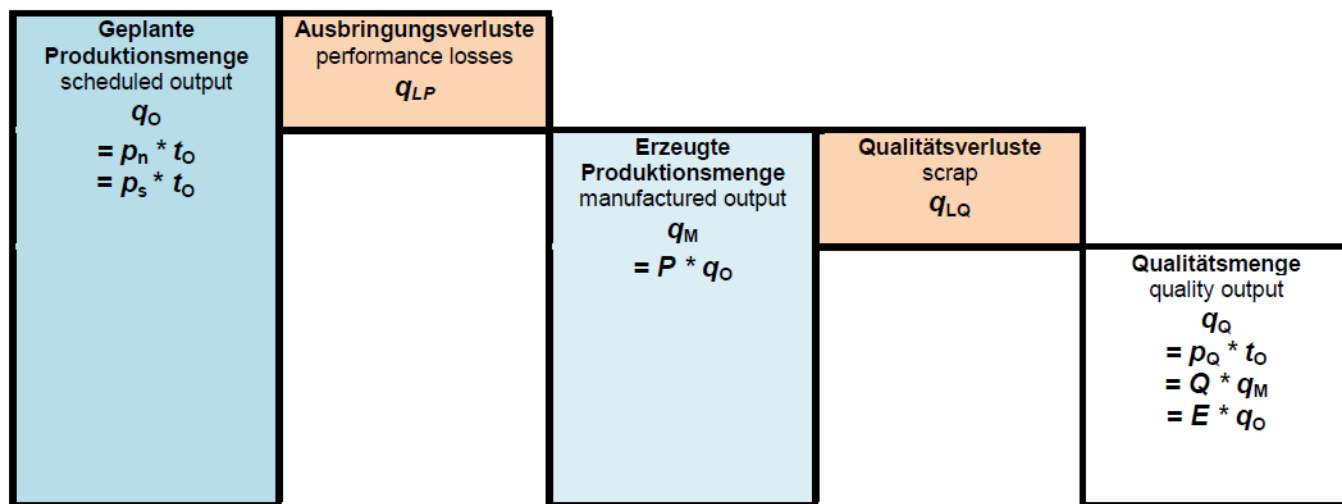 Geplante
Produktionsmenge
scheduled output
qO
= pn * tO
= ps * tO
Ausbringungsverluste
performance losses
qLP
Erzeugte
Produktionsmenge
manufactured output
qM
= P * qO
Qualitätsverluste
scrap
qLQ
Qualitätsmenge
quality output
qQ
= pQ * tO
= Q * qM
= E * qO